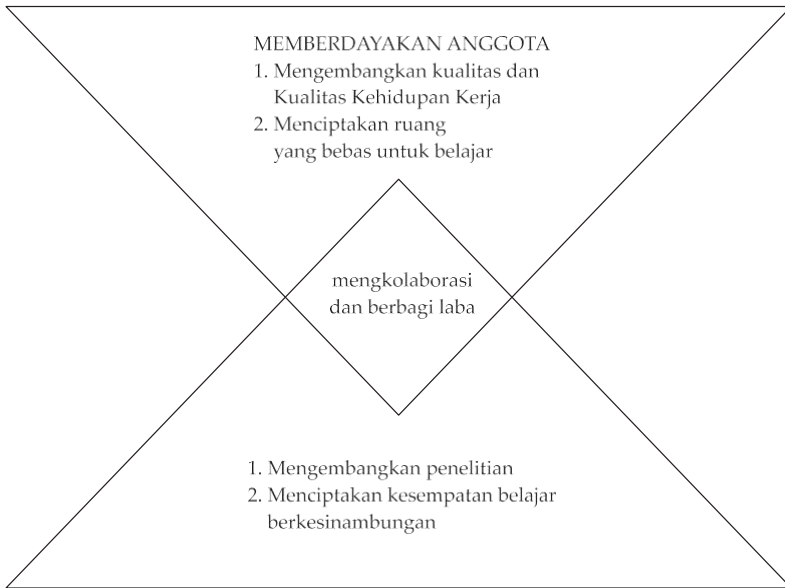 MEMBERDAYAKAN ANGGOTA
1. Mengembangkan kualitas dan
Kualitas Kehidupan Kerja
2. Menciptakan ruang
yang bebas untuk belajar
mengkolaborasi
dan berbagi laba
1. Mengembangkan penelitian
2. Menciptakan kesempatan belajar
berkesinambungan